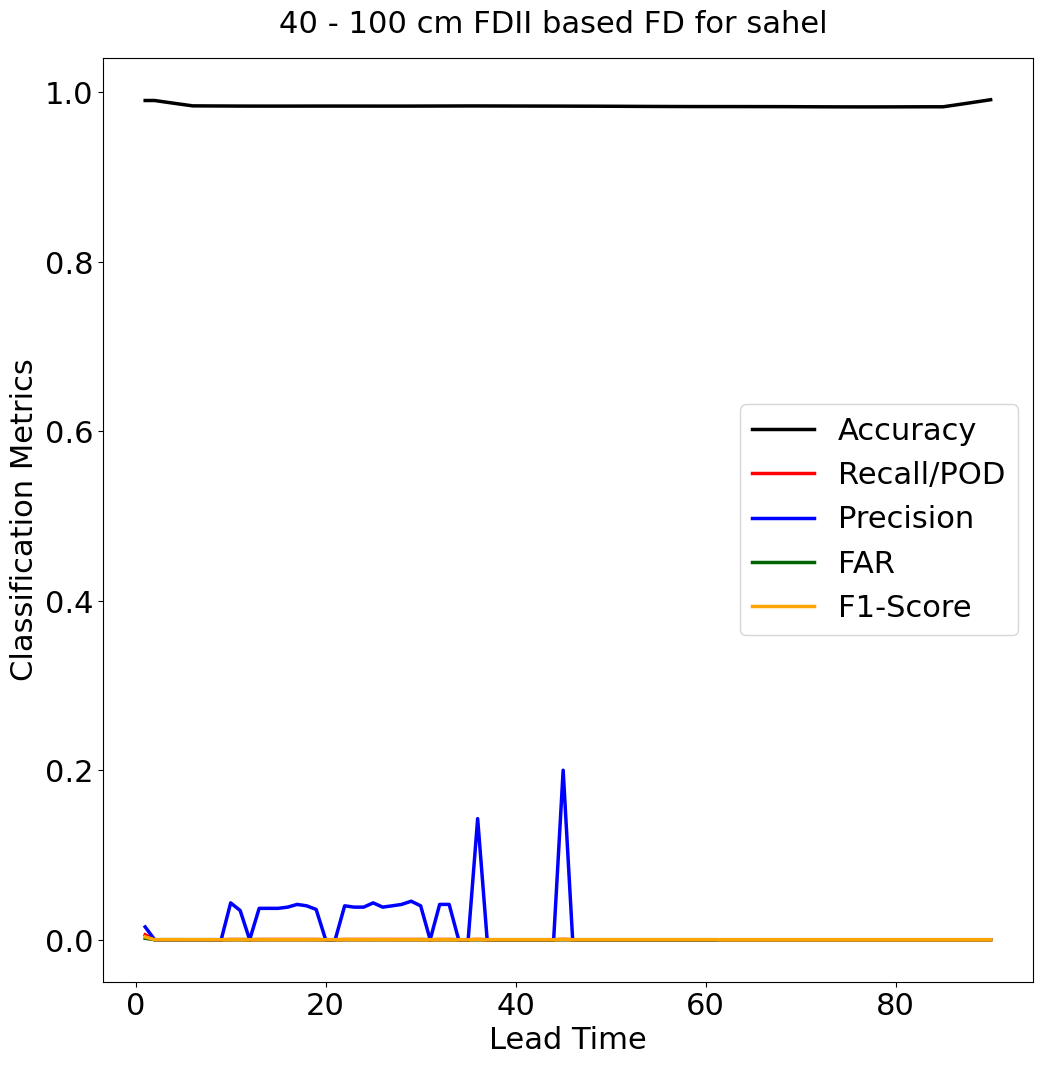 40 - 100 cm FDII based FD for sahel
1.0
0.8
0.6
0.4
0.2
0.0
Classification Metrics
Accuracy
Recall/POD
Precision
FAR
F1-Score
0 20 40 60 80
Lead Time